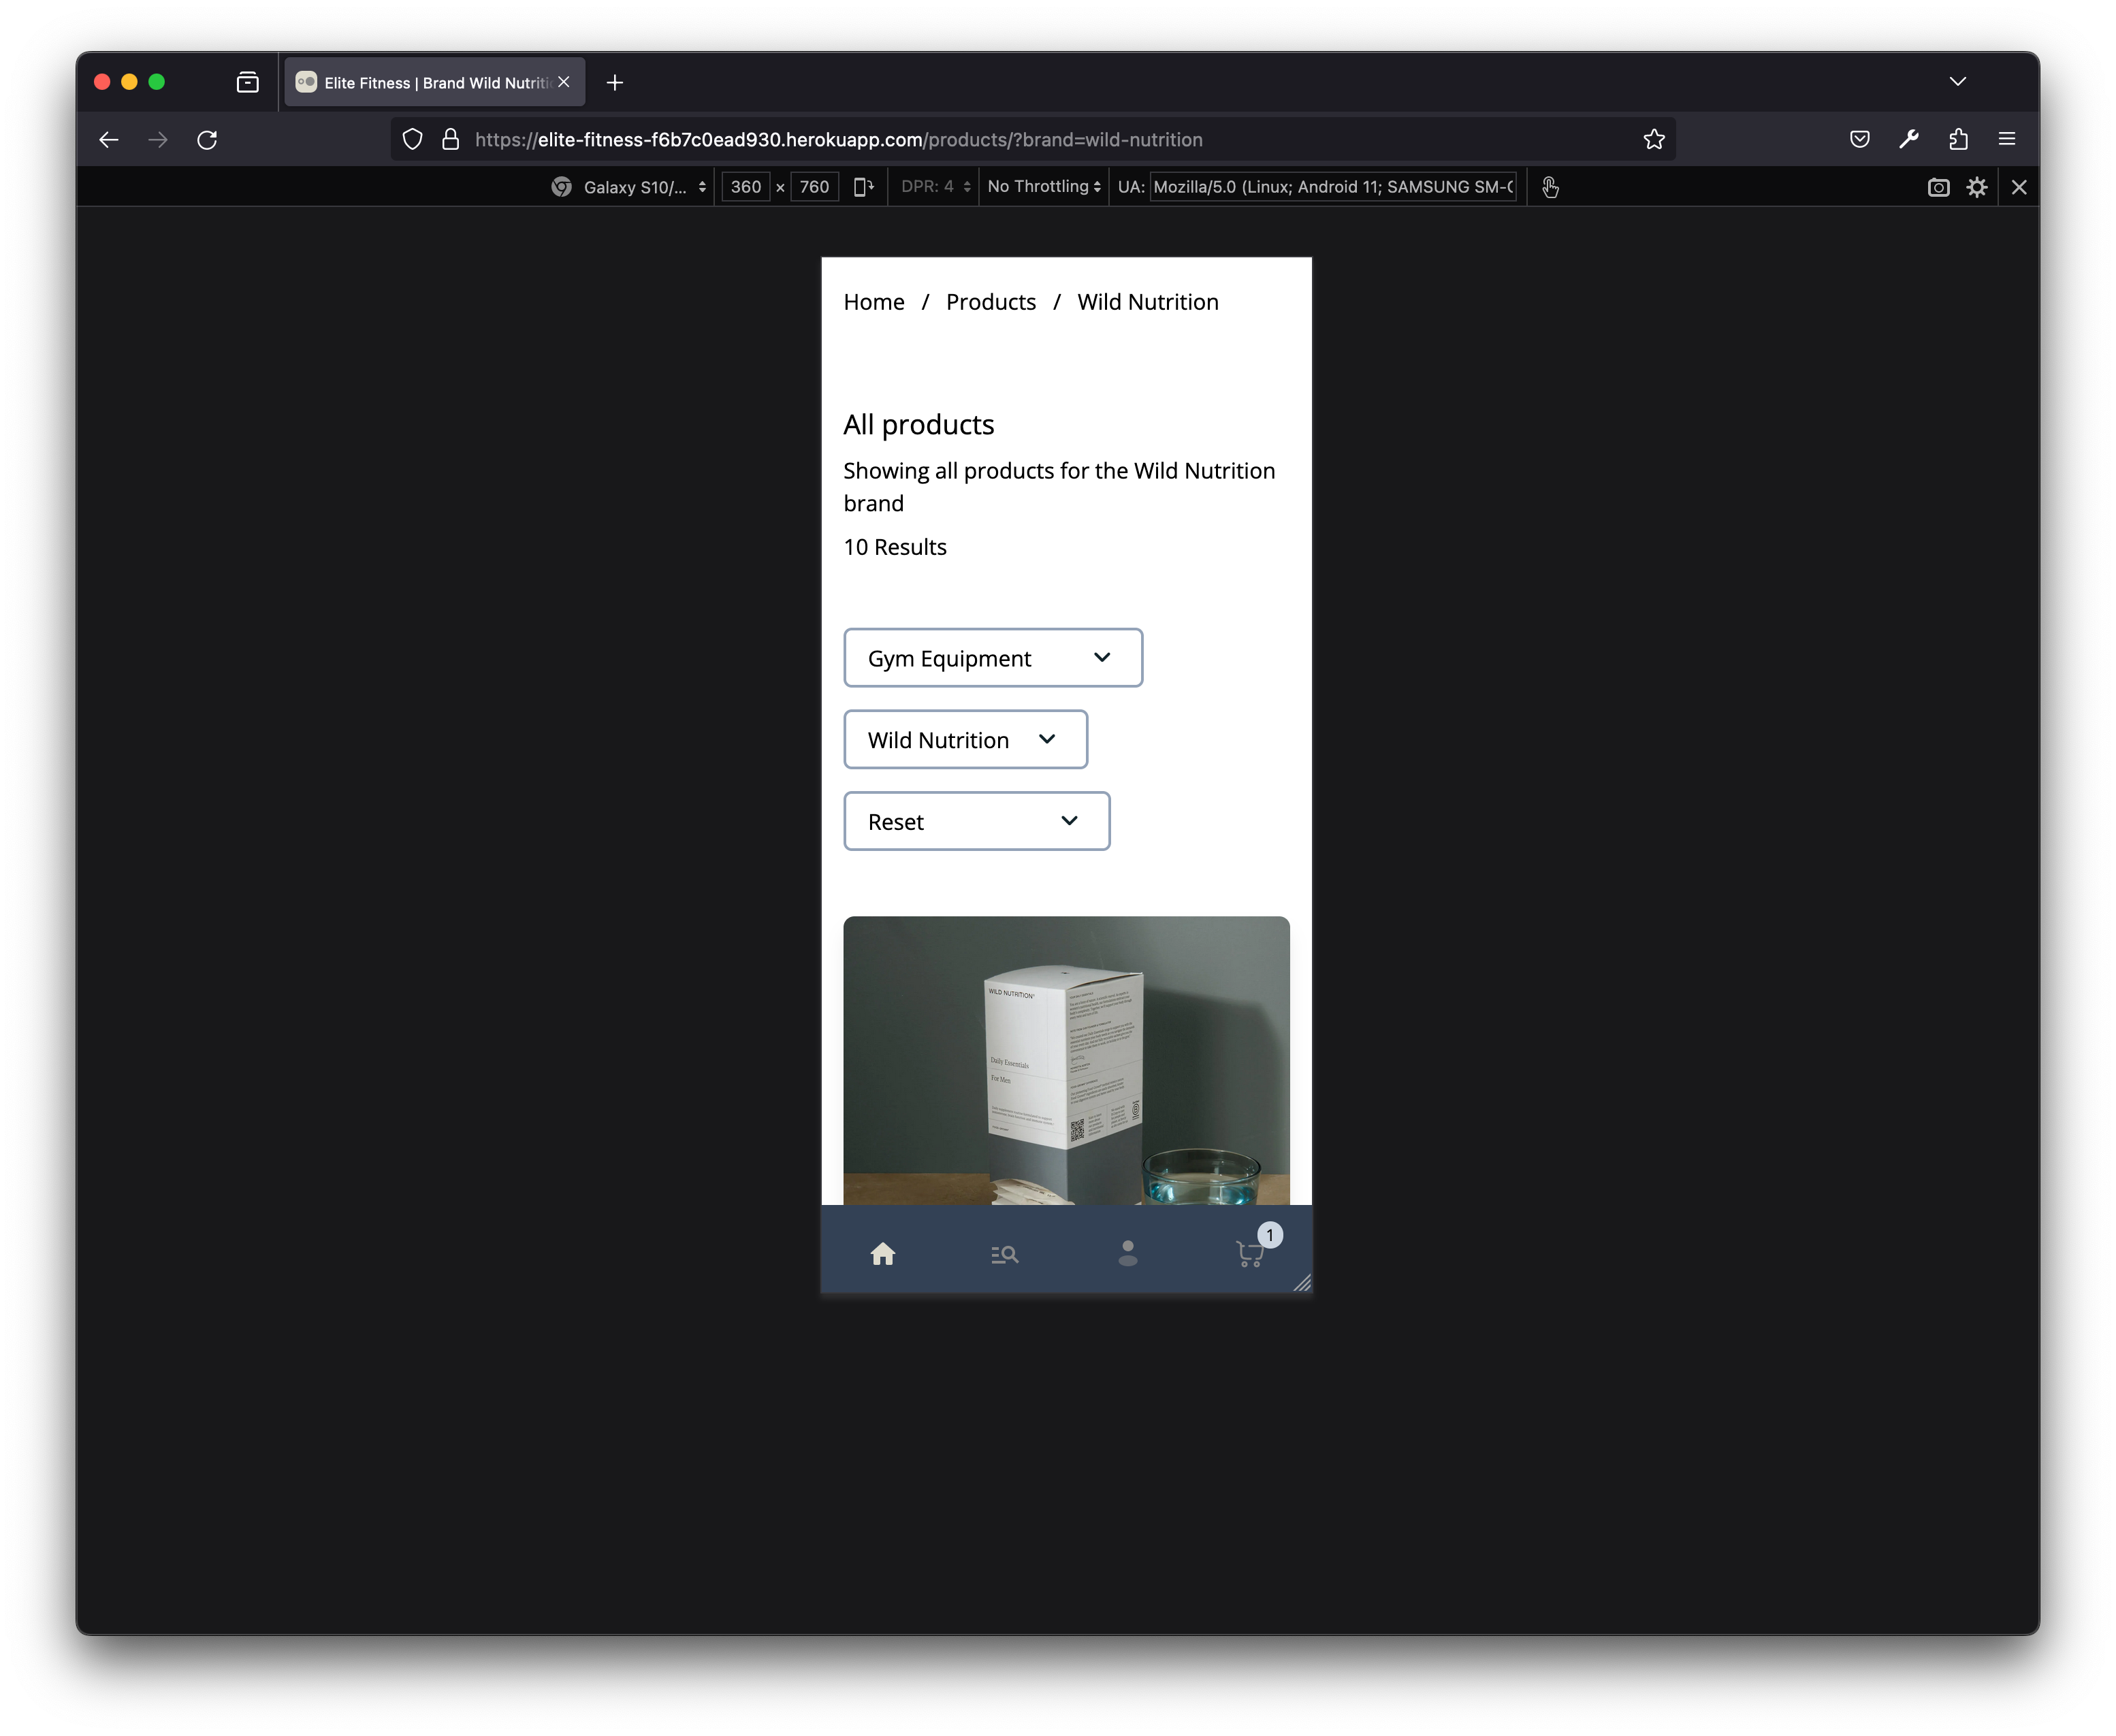 Elite Fitness | Brand Wild Nutriti
https://elite-fitness-f6b7c0ead930.herokuapp.com/products/?brand=wild-nutrition
Galaxy S10/... 360 × 760 DPR: 4 No Throttling UA: Mozilla/5.0 (Linux; Android 11; SAMSUNG SM-G
Home / Products / Wild Nutrition
All products
Showing all products for the Wild Nutrition
brand
10 Results
Gym Equipment
Wild Nutrition
Reset
WILD NUTRITION
Daily Essentials
For Men
1